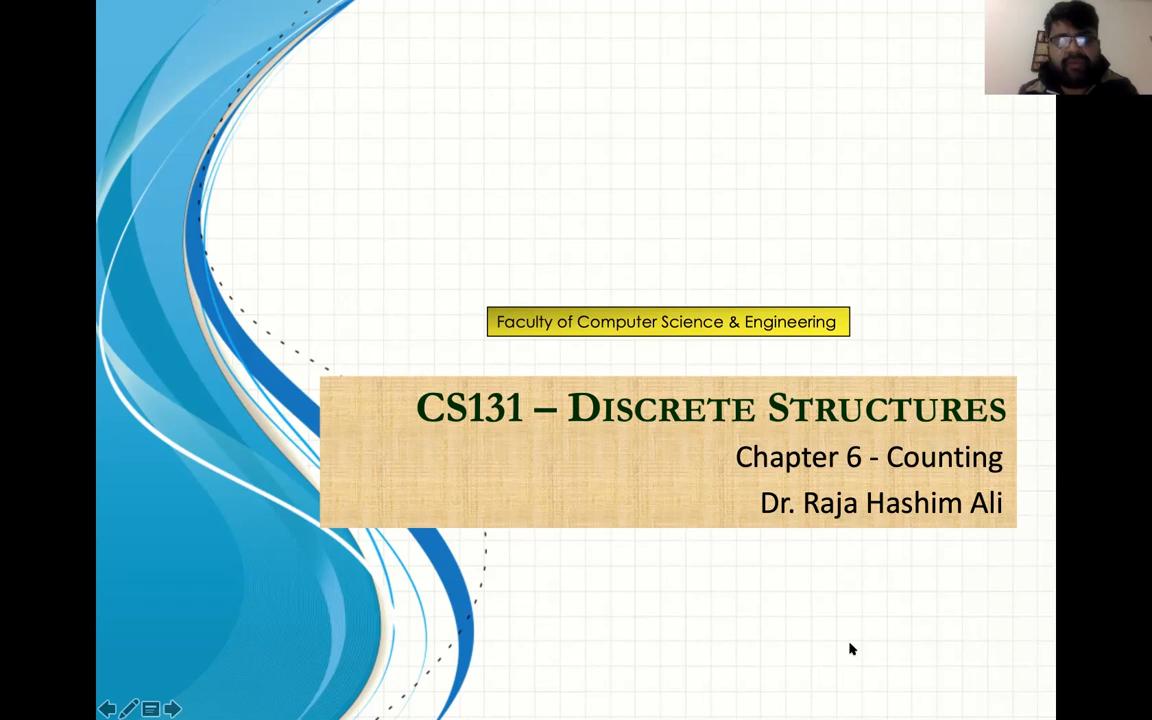 Faculty of Computer Science & Engineering
CS131 – DISCRETE STRUCTURES
Chapter 6 - Counting
Dr. Raja Hashim Ali